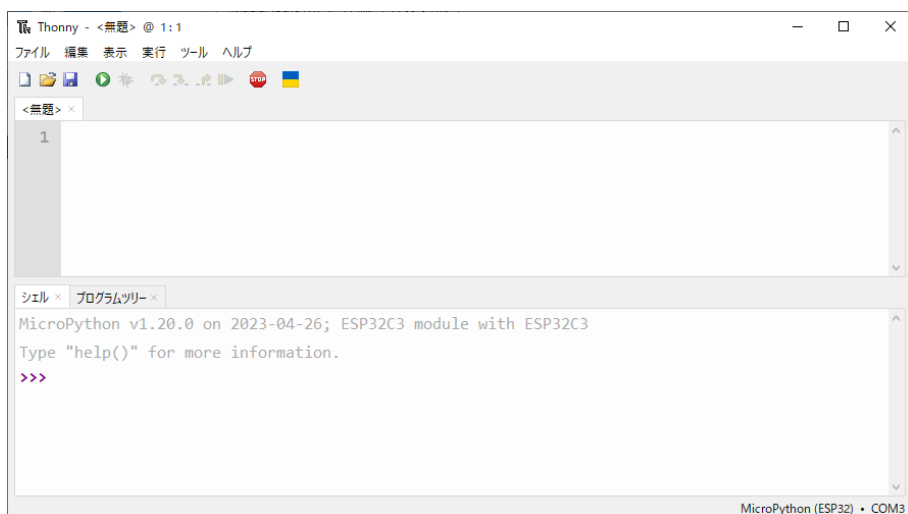 Thonny - <無題> @ 1:1
ファイル 編集 表示 実行 ツール ヘルプ
STOP
<無題> ×
1
シェル × プログラムツリー ×
MicroPython v1.20.0 on 2023-04-26; ESP32C3 module with ESP32C3
Type "help()" for more information.
>>>
MicroPython (ESP32) • COM3